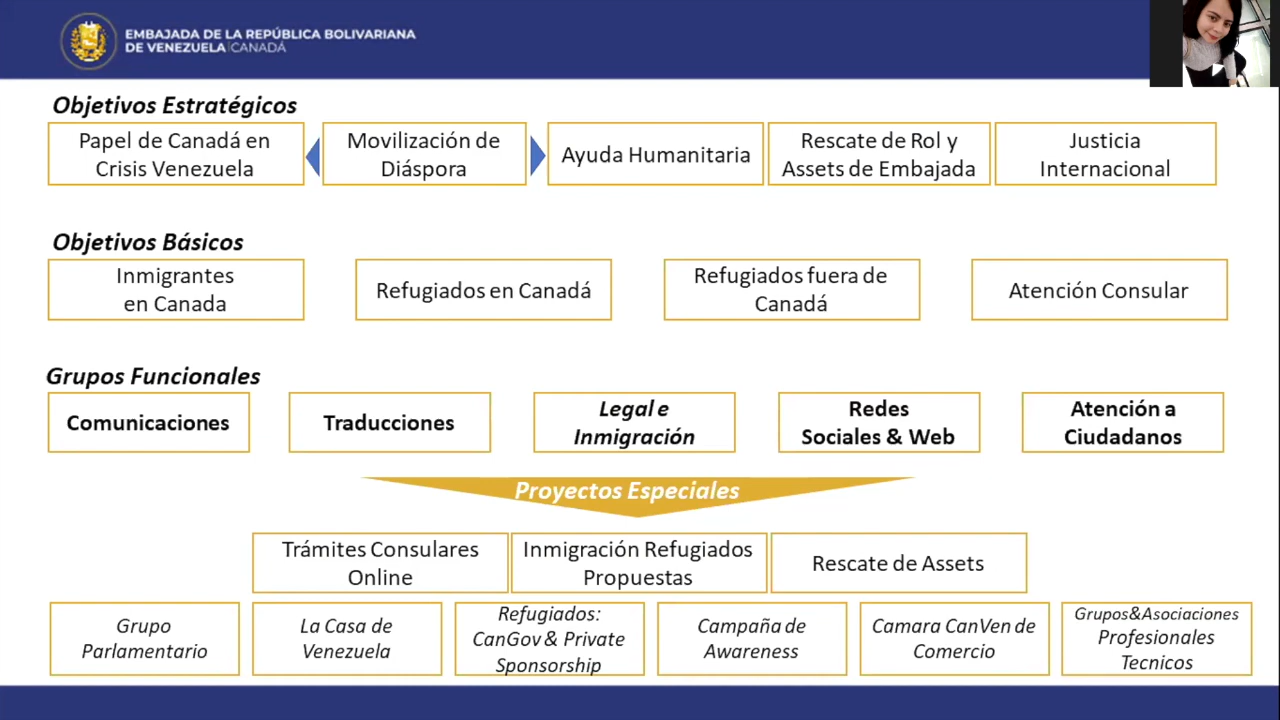 EMBAJADA DE LA REPÚBLICA BOLIVARIANA
DE VENEZUELA | CANADÁ
Objetivos Estratégicos
Papel de Canadá en
Crisis Venezuela
Movilización de
Diáspora
Ayuda Humanitaria
Rescate de Rol y
Assets de Embajada
Justicia
Internacional
Objetivos Básicos
Inmigrantes
en Canada
Refugiados en Canadá
Refugiados fuera de
Canadá
Atención Consular
Grupos Funcionales
Comunicaciones
Traducciones
Legal e
Inmigración
Redes
Sociales & Web
Atención a
Ciudadanos
Proyectos Especiales
Trámites Consulares
Online
Inmigración Refugiados
Propuestas
Rescate de Assets
Grupo
Parlamentario
La Casa de
Venezuela
Refugiados:
CanGov & Private
Sponsorship
Campaña de
Awareness
Camara CanVen de
Comercio
Grupos&Asociaciones
Profesionales
Tecnicos